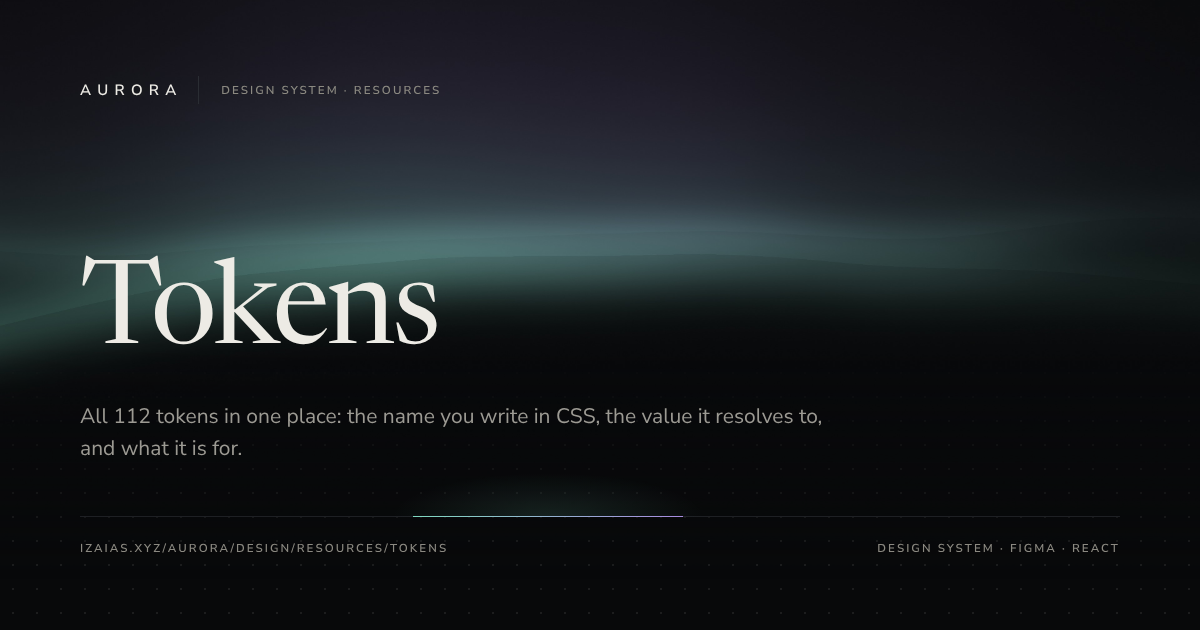 AURORA
DESIGN SYSTEM · RESOURCES
Tokens
All 112 tokens in one place: the name you write in CSS, the value it resolves to,
and what it is for.
IZAIAS.XYZ/AURORA/DESIGN/RESOURCES/TOKENS
DESIGN SYSTEM · FIGMA · REACT